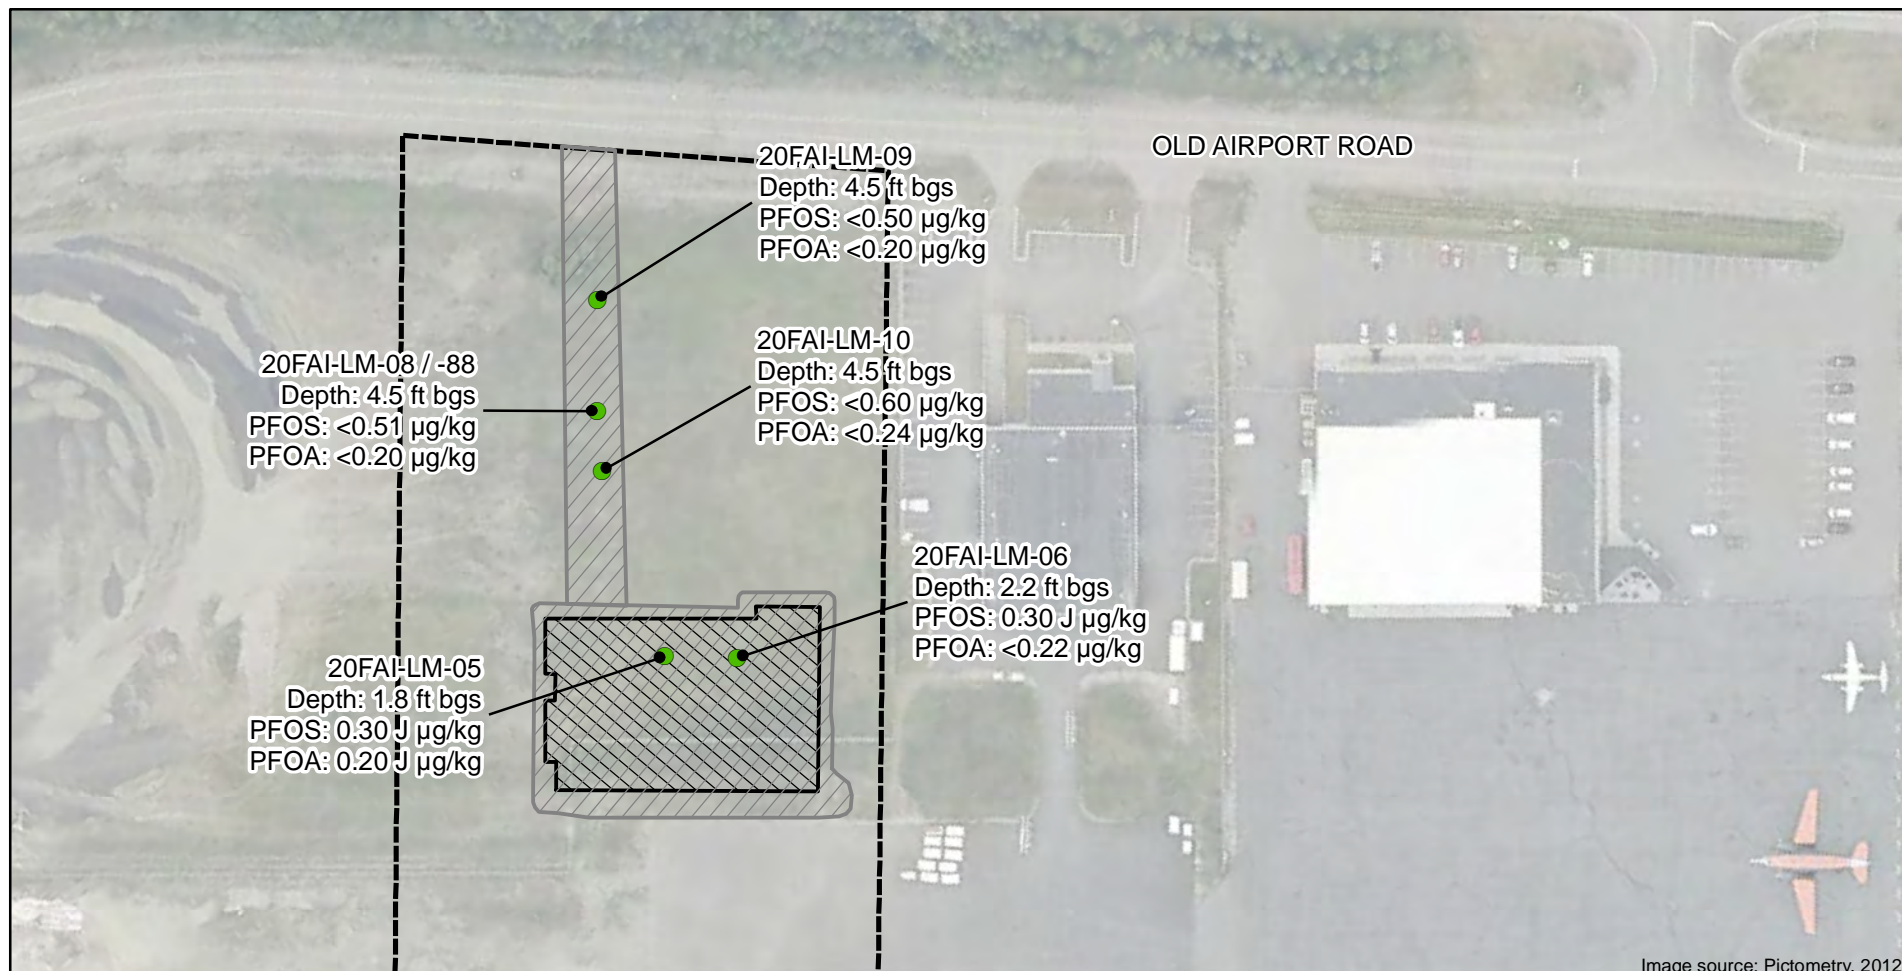 OLD AIRPORT ROAD
20FAI-LM-09
Depth: 4.5 ft bgs
PFOS: <0.50 µg/kg
PFOA: <0.20 µg/kg
20FAI-LM-10
Depth: 4.5 ft bgs
PFOS: <0.60 µg/kg
PFOA: <0.24 µg/kg
20FAI-LM-08 / -88
Depth: 4.5 ft bgs
PFOS: <0.51 µg/kg
PFOA: <0.20 µg/kg
20FAI-LM-06
Depth: 2.2 ft bgs
PFOS: 0.30 J µg/kg
PFOA: <0.22 µg/kg
20FAI-LM-05
Depth: 1.8 ft bgs
PFOS: 0.30 J µg/kg
PFOA: 0.20 J µg/kg
Image source: Pictometry, 2012